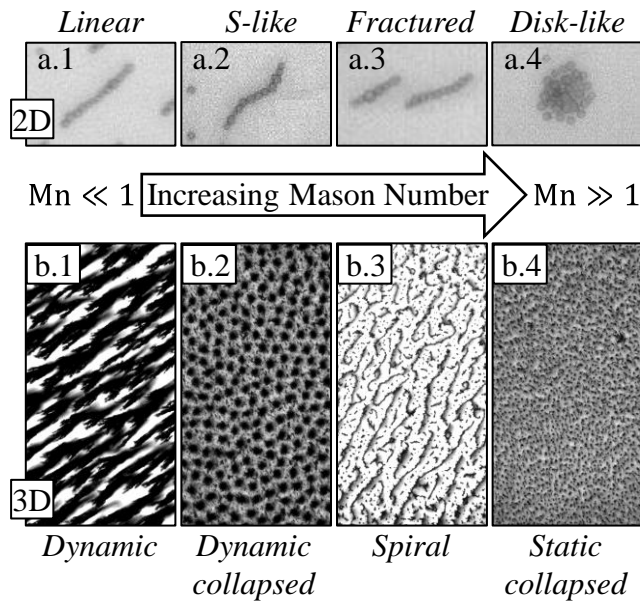 Linear S-like Fractured Disk-like
a.1 a.2 a.3 a.4
2D
Mn ≪ 1 Increasing Mason Number Mn ≫ 1
b.1 b.2 b.3 b.4
3D
Dynamic Dynamic collapsed Spiral Static collapsed